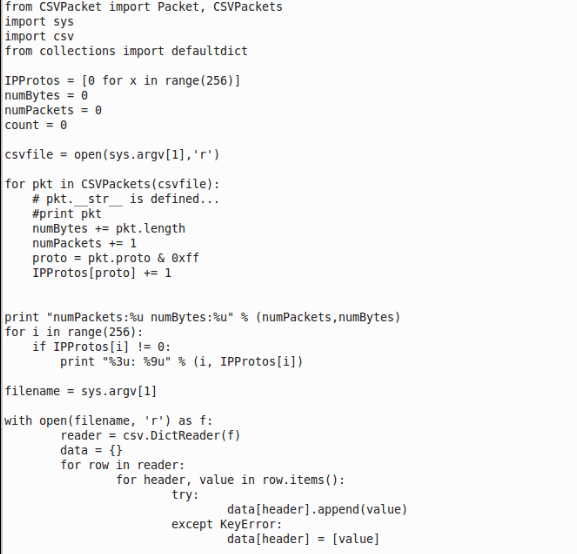 from CSVPacket import Packet, CSVPackets
import sys
import csv
from collections import defaultdict

IPProtos = [0 for x in range(256)]
numBytes = 0
numPackets = 0
count = 0

csvfile = open(sys.argv[1],'r')

for pkt in CSVPackets(csvfile):
    # pkt.__str__ is defined...
    #print pkt
    numBytes += pkt.length
    numPackets += 1
    proto = pkt.proto & 0xff
    IPProtos[proto] += 1


print "numPackets:%u numBytes:%u" % (numPackets,numBytes)
for i in range(256):
    if IPProtos[i] != 0:
        print "%3u: %9u" % (i, IPProtos[i])

filename = sys.argv[1]

with open(filename, 'r') as f:
        reader = csv.DictReader(f)
        data = {}
        for row in reader:
                for header, value in row.items():
                        try:
                                data[header].append(value)
                        except KeyError:
                                data[header] = [value]